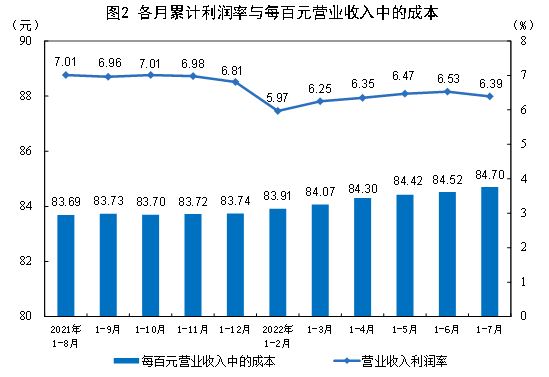 图2 各月累计利润率与每百元营业收入中的成本
(元)
(%)
90
88
86
84
82
80
8
7
6
5
4
3
2
1
0
7.01 6.96 7.01 6.98 6.81 5.97 6.25 6.35 6.47 6.53 6.39
83.69 83.73 83.70 83.72 83.74 83.91 84.07 84.30 84.42 84.52 84.70
2021年 1-9月 1-10月 1-11月 1-12月 2022年 1-3月 1-4月 1-5月 1-6月 1-7月
1-8月 1-2月
每百元营业收入中的成本 营业收入利润率